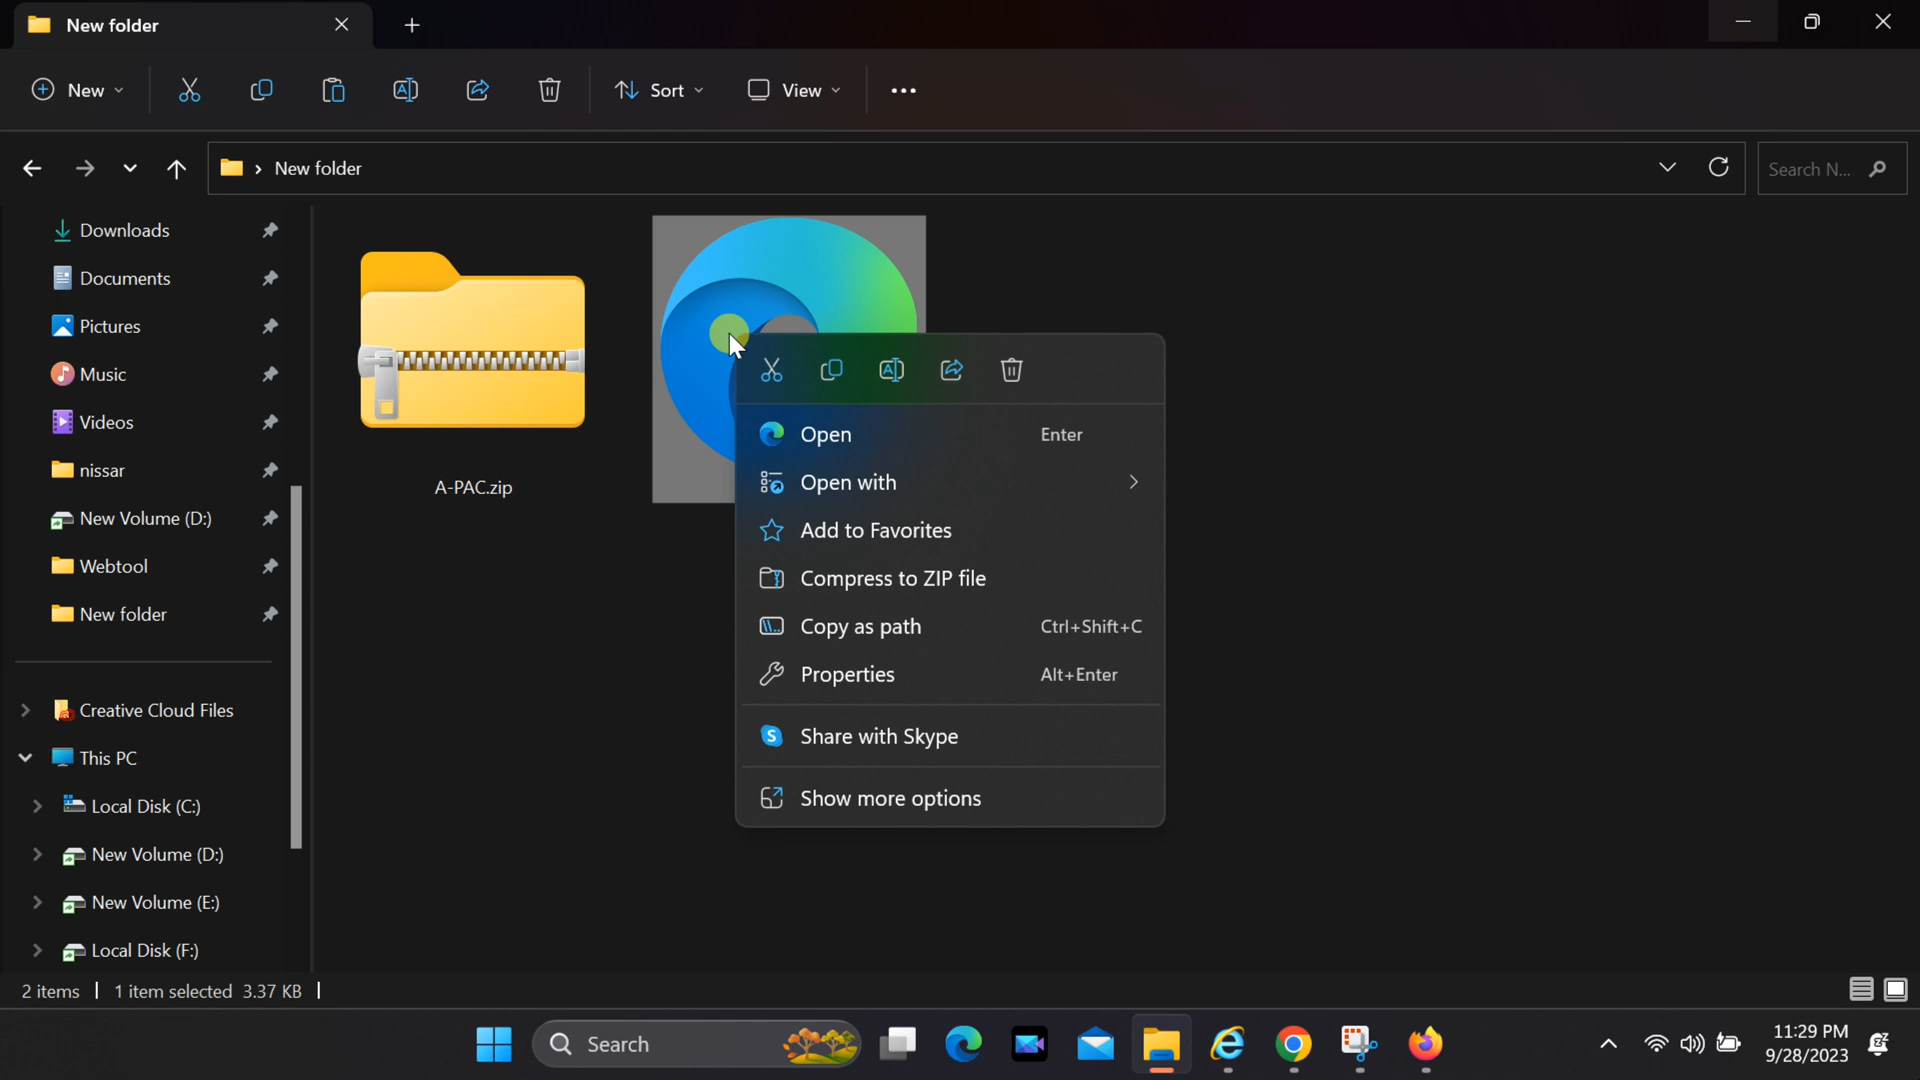 New folder
New
Sort
View
New folder
Search N...
Downloads
Documents
Pictures
Music
Videos
nissar
New Volume (D:)
Webtool
New folder
Creative Cloud Files
This PC
Local Disk (C:)
New Volume (D:)
New Volume (E:)
Local Disk (F:)
A-PAC.zip
Open Enter
Open with
Add to Favorites
Compress to ZIP file
Copy as path Ctrl+Shift+C
Properties Alt+Enter
Share with Skype
Show more options
2 items 1 item selected 3.37 KB
Search
11:29 PM
9/28/2023